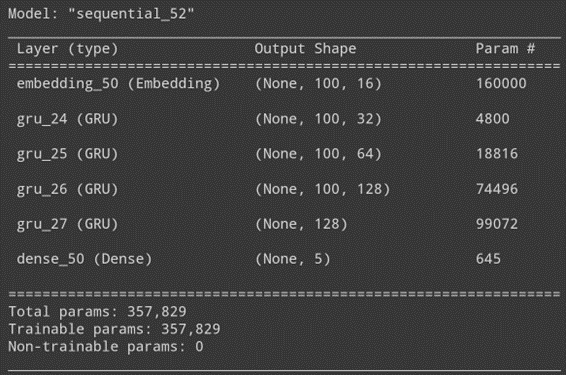 Model: "sequential_52"
Layer (type) Output Shape Param #
embedding_50 (Embedding) (None, 100, 16) 160000
gru_24 (GRU) (None, 100, 32) 4800
gru_25 (GRU) (None, 100, 64) 18816
gru_26 (GRU) (None, 100, 128) 74496
gru_27 (GRU) (None, 128) 99072
dense_50 (Dense) (None, 5) 645
Total params: 357,829
Trainable params: 357,829
Non-trainable params: 0